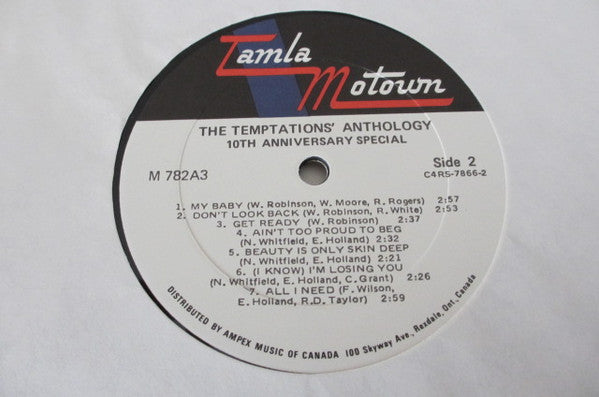 Tamla
Motown
THE TEMPTATIONS' ANTHOLOGY
10TH ANNIVERSARY SPECIAL
M 782A3
Side 2
C4RS-7866-2
1. MY BABY (W. Robinson, W. Moore, R. Rogers) 2:57
2. DON'T LOOK BACK (W. Robinson, R. White) 2:53
3. GET READY (W. Robinson) 2:37
4. AIN'T TOO PROUD TO BEG
(N. Whitfield, E. Holland) 2:32
5. BEAUTY IS ONLY SKIN DEEP
(N. Whitfield, E. Holland) 2:21
6. (I KNOW) I'M LOSING YOU
(N. Whitfield, E. Holland, C. Grant) 2:26
7. ALL I NEED (F. Wilson,
E. Holland, R.D. Taylor) 2:59
DISTRIBUTED BY AMPEX MUSIC OF CANADA 100 Skyway Ave., Rexdale, Ont., Canada